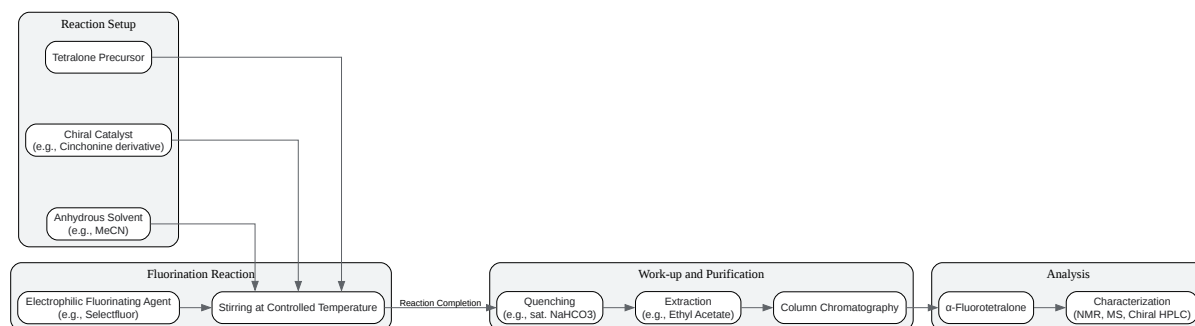 Reaction Setup
Tetralone Precursor
Chiral Catalyst
(e.g., Cinchonine derivative)
Anhydrous Solvent
(e.g., MeCN)
Fluorination Reaction
Electrophilic Fluorinating Agent
(e.g., Selectfluor)
Stirring at Controlled Temperature
Reaction Completion
Work-up and Purification
Quenching
(e.g., sat. NaHCO3)
Extraction
(e.g., Ethyl Acetate)
Column Chromatography
Analysis
α-Fluorotetralone
Characterization
(NMR, MS, Chiral HPLC)